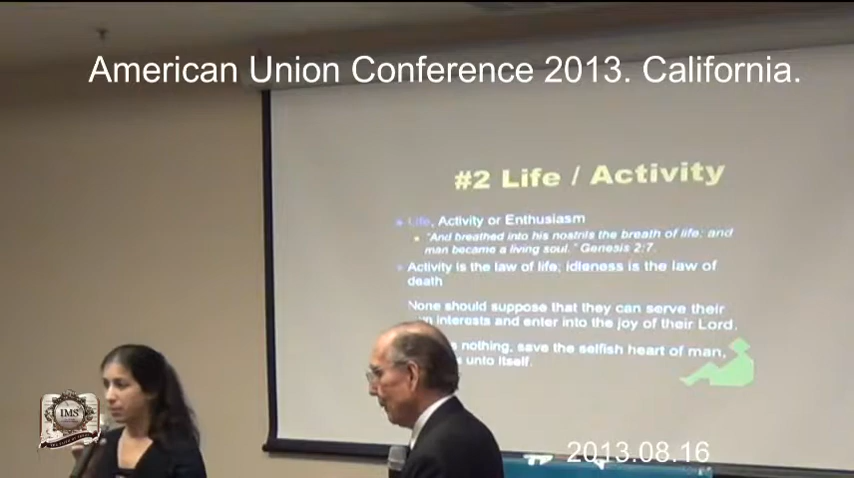 American Union Conference 2013. California.
#2 Life / Activity
Life, Activity or Enthusiasm
"And breathed into his nostrils the breath of life; and
man became a living soul." Genesis 2:7.
Activity is the law of life; idleness is the law of
death
None should suppose that they can serve their
interests and enter into the joy of their Lord.
nothing, save the selfish heart of man,
unto itself.
IMS
2013.08.16